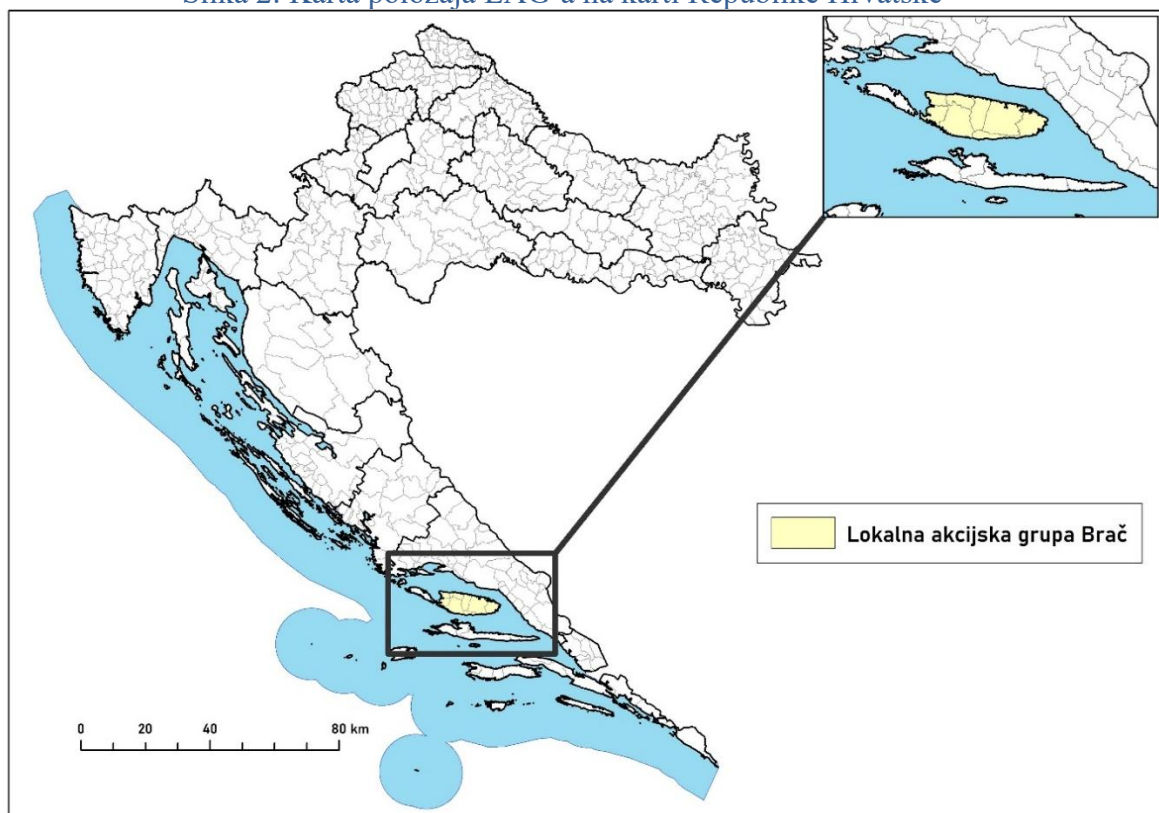 Slika 2. Karta položaja LAG-a na karti Republike Hrvatske
Lokalna akcijska grupa Brač
0 20 40 80 km